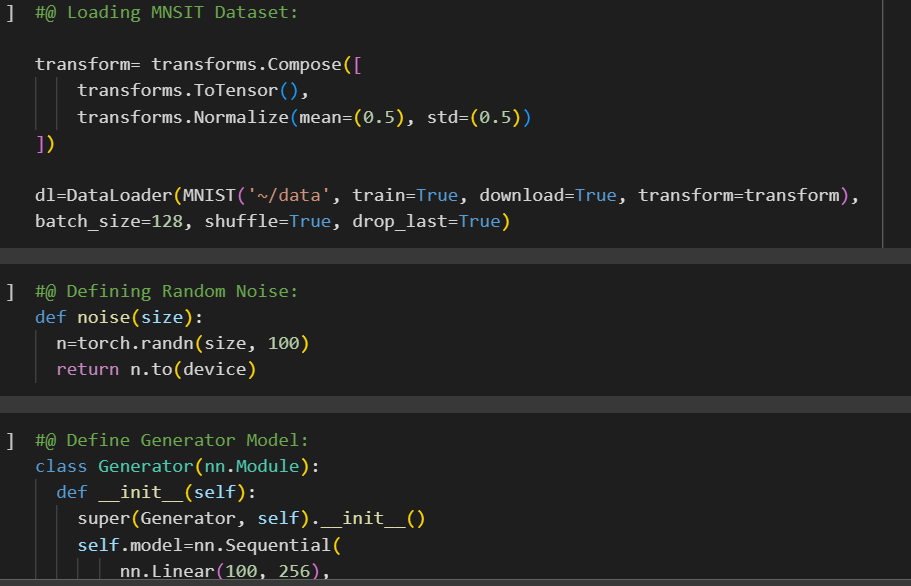 ] #@ Loading MNSIT Dataset:
transform= transforms.Compose([
transforms.ToTensor(),
transforms.Normalize(mean=(0.5), std=(0.5))
])
dl=DataLoader(MNIST('~/data', train=True, download=True, transform=transform),
batch_size=128, shuffle=True, drop_last=True)
] #@ Defining Random Noise:
def noise(size):
n=torch.randn(size, 100)
return n.to(device)
] #@ Define Generator Model:
class Generator(nn.Module):
def __init__(self):
super(Generator, self).__init__()
self.model=nn.Sequential(
nn.Linear(100, 256),